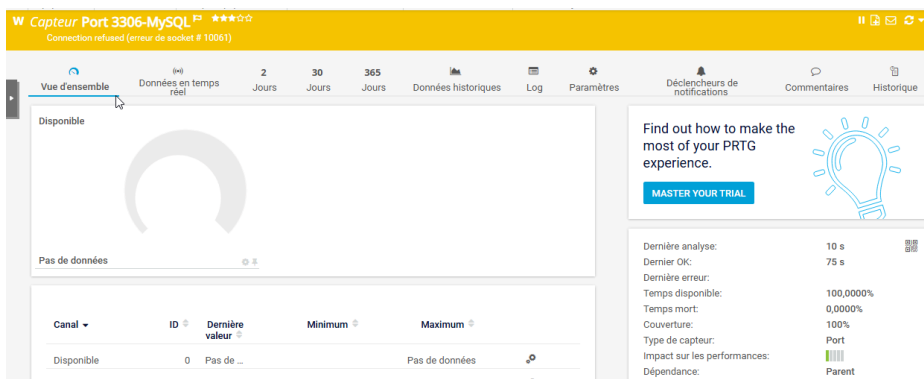 W Capteur Port 3306-MySQL
Connection refused (erreur de socket # 10061)
Vue d'ensemble
Données en temps réel
2 Jours
30 Jours
365 Jours
Données historiques
Log
Paramètres
Déclencheurs de notifications
Commentaires
Historique
Disponible
Pas de données
Find out how to make the
most of your PRTG
experience.
MASTER YOUR TRIAL
Canal ID Dernière valeur Minimum Maximum
Disponible 0 Pas de ... Pas de données
Dernière analyse: 10 s
Dernier OK: 75 s
Dernière erreur:
Temps disponible: 100,0000%
Temps mort: 0,0000%
Couverture: 100%
Type de capteur: Port
Impact sur les performances:
Dépendance: Parent